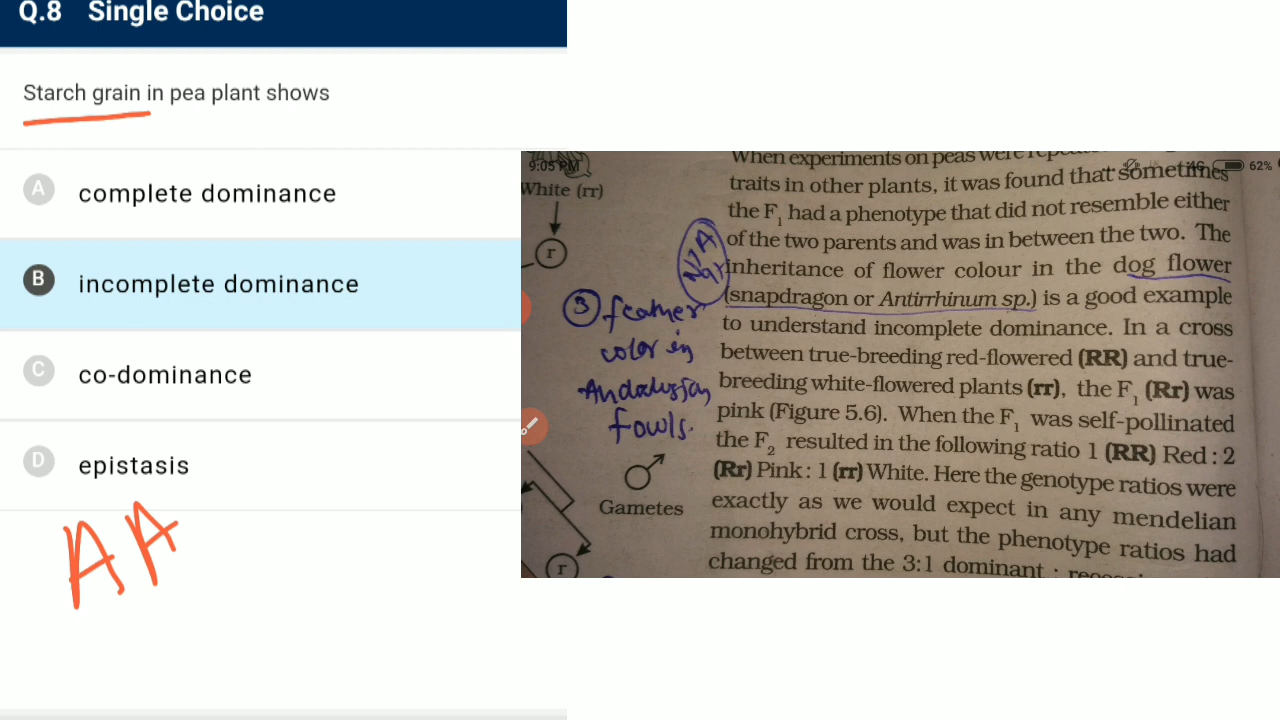 Q.8 Single Choice
Starch grain in pea plant shows
A complete dominance
B incomplete dominance
C co-dominance
D epistasis
AA
9:05 PM
4G
62%
White (rr)
r
3 feather
color in
Andalusian
fowls.
Gametes
r
When experiments on peas were
traits in other plants, it was found that sometimes
the F1 had a phenotype that did not resemble either
of the two parents and was in between the two. The
inheritance of flower colour in the dog flower
(snapdragon or Antirrhinum sp.) is a good example
to understand incomplete dominance. In a cross
between true-breeding red-flowered (RR) and true-
breeding white-flowered plants (rr), the F1 (Rr) was
pink (Figure 5.6). When the F1 was self-pollinated
the F2 resulted in the following ratio 1 (RR) Red : 2
(Rr) Pink : 1 (rr) White. Here the genotype ratios were
exactly as we would expect in any mendelian
monohybrid cross, but the phenotype ratios had
changed from the 3:1 dominant :